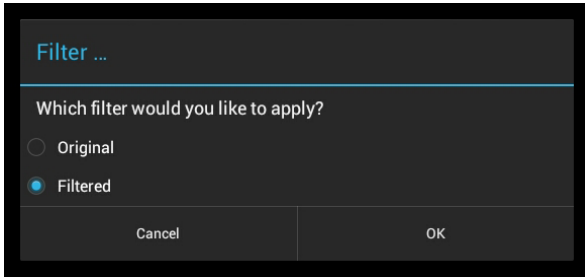 Filter ...
Which filter would you like to apply?
Original
Filtered
Cancel
OK